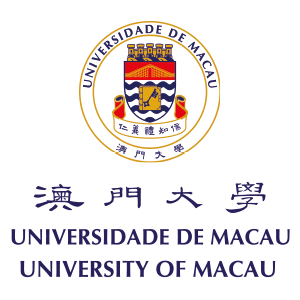 UNIVERSIDADE DE MACAU
仁義禮知信
澳門大學
澳門大學
UNIVERSIDADE DE MACAU
UNIVERSITY OF MACAU